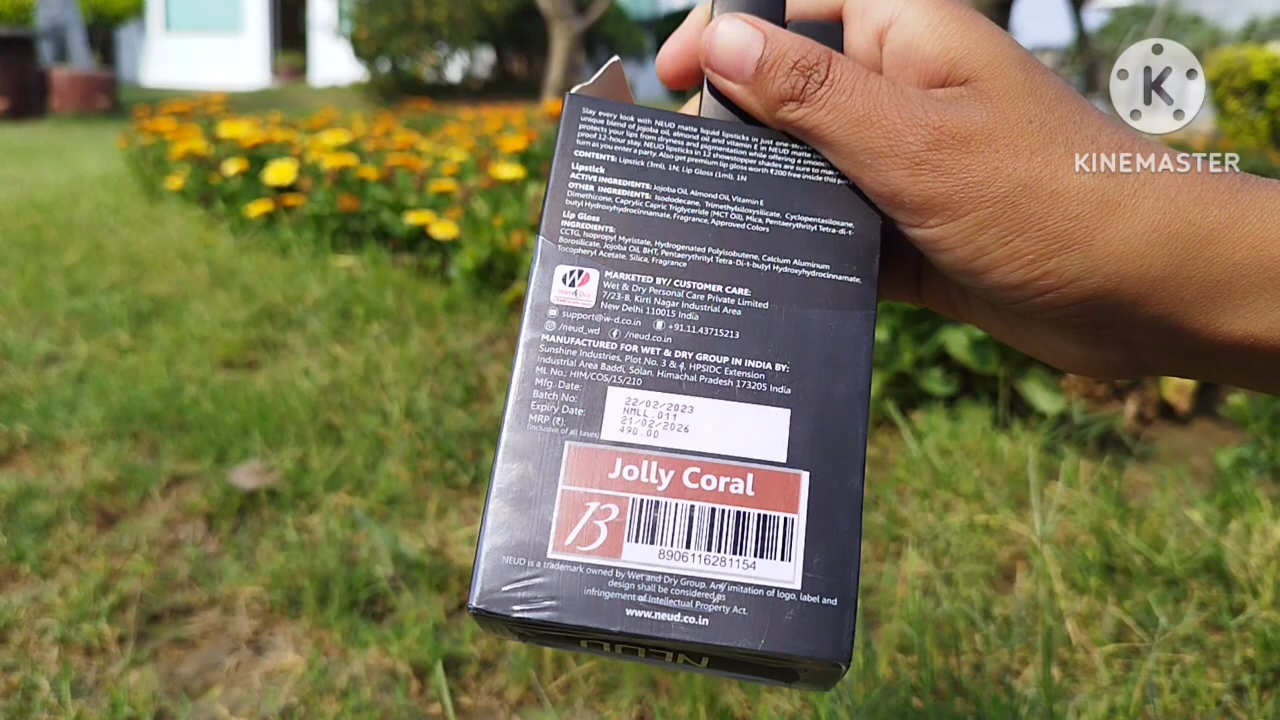 Slay every look with NEUD matte liquid lipsticks in just one-stroke
unique blend of Jojoba oil, almond oil and vitamin E in NEUD matte
protects your lips from dryness and pigmentation while offering a smooth
proof 12-hour stay. NEUD lipsticks in 12 showstopper shades are sure to make
turn as you enter a party. Also get premium lip gloss worth ₹200 free inside this pack
CONTENTS: Lipstick (3ml), 1N; Lip Gloss (1ml), 1N
Lipstick
ACTIVE INGREDIENTS: Jojoba Oil, Almond Oil, Vitamin E
OTHER INGREDIENTS: Isododecane, Trimethylsiloxysilicate, Cyclopentasiloxane,
Dimethicone, Caprylic Capric Triglyceride (MCT Oil), Mica, Pentaerythrityl Tetra-di-t-
butyl Hydroxyhydrocinnamate, Fragrance, Approved Colors
Lip Gloss
INGREDIENTS:
CCTG, Isopropyl Myristate, Hydrogenated Polyisobutene, Calcium Aluminum
Borosilicate, Jojoba Oil, BHT, Pentaerythrityl Tetra-Di-t-butyl Hydroxyhydrocinnamate,
Tocopheryl Acetate, Silica, Fragrance
Wet & Dry
MARKETED BY/ CUSTOMER CARE:
Wet & Dry Personal Care Private Limited
7/23-B, Kirti Nagar Industrial Area
New Delhi 110015 India
support@w-d.co.in +91.11.43715213
/neud_wd /neud.co.in
MANUFACTURED FOR WET & DRY GROUP IN INDIA BY:
Sunshine Industries, Plot No. 3 & 4, HPSIDC Extension
Industrial Area Baddi, Solan, Himachal Pradesh 173205 India
ML No.: HIM/COS/15/210
Mfg. Date: 22/02/2023
Batch No: NMLL.011
Expiry Date: 21/02/2026
MRP (₹): 490.00
(Inclusive of all taxes)
Jolly Coral
13
8906116281154
NEUD is a trademark owned by Wet and Dry Group. Any imitation of logo, label and
design shall be considered as
infringement of Intellectual Property Act.
www.neud.co.in
NEUD
K
KINEMASTER